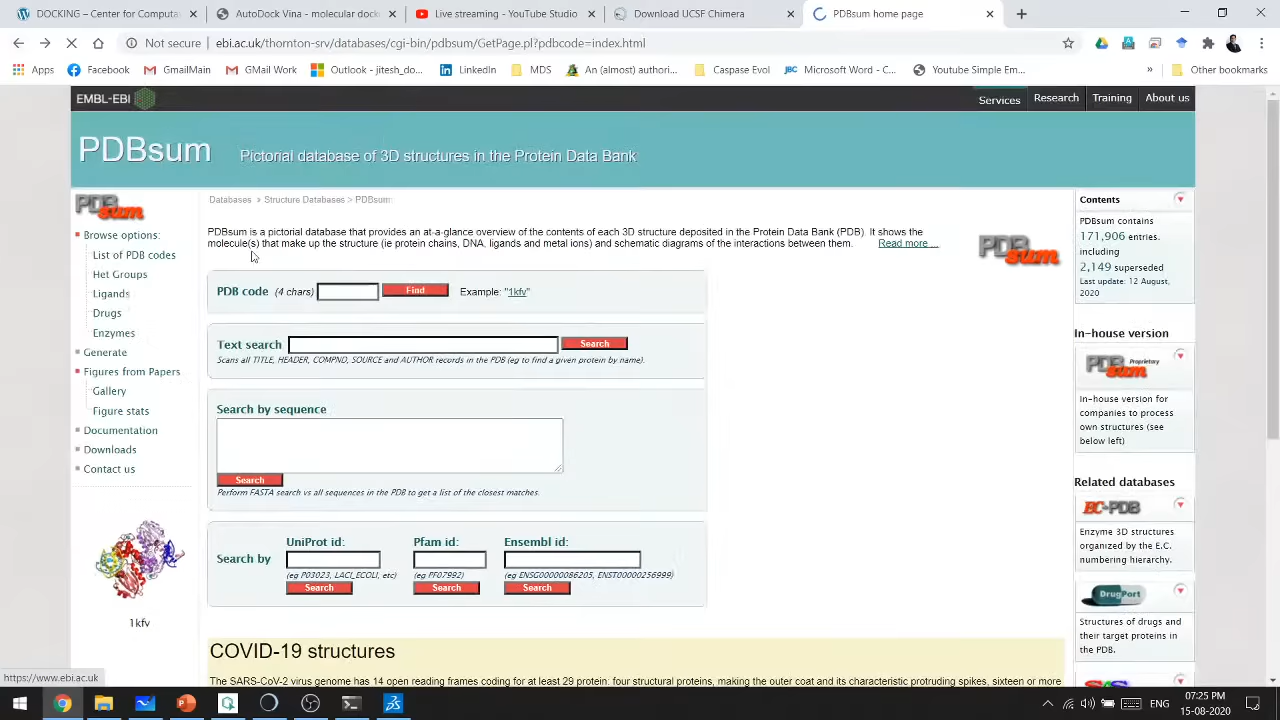 DOCKING – Center for Computa
AutoDock Vina - molecular dock
Live streaming - YouTube Studio
Download UCSF Chimera
PDBsum home page
Not secure
ebi.ac.uk/thornton-srv/databases/cgi-bin/pdbsum/GetPage.pl?pdbcode=index.html
Apps
Facebook
GmailMain
GMail Work
Outlook - jitesh_do...
LinkedIn
MDS
An (almost) authori...
Caspase Evol
JBC
Microsoft Word - C...
Youtube Simple Em...
»
Other bookmarks
EMBL-EBI
Services
Research
Training
About us
PDBsum
Pictorial database of 3D structures in the Protein Data Bank
PDB sum
Browse options:
List of PDB codes
Het Groups
Ligands
Drugs
Enzymes
Generate
Figures from Papers
Gallery
Figure stats
Documentation
Downloads
Contact us
1kfv
Databases » Structure Databases > PDBsum:
PDBsum is a pictorial database that provides an at-a-glance overview of the contents of each 3D structure deposited in the Protein Data Bank (PDB). It shows the
molecule(s) that make up the structure (ie protein chains, DNA, ligands and metal ions) and schematic diagrams of the interactions between them. Read more ...
PDB sum
PDB code (4 chars) Find Example: "1kfv"
Text search Search
Scans all TITLE, HEADER, COMPND, SOURCE and AUTHOR records in the PDB (eg to find a given protein by name).
Search by sequence
Search
Perform FASTA search vs all sequences in the PDB to get a list of the closest matches.
UniProt id: Pfam id: Ensembl id:
Search by
(eg P03023, LACI_ECOLI, etc) (eg PF07992) (eg ENSG00000086205, ENST00000256999)
Search Search Search
COVID-19 structures
The SARS-CoV-2 virus genome has 14 open reading frames coding for at least 29 protein: four structural proteins, making the outer coat and its characteristic protruding spikes, sixteen or more
Contents
PDBsum contains
171,906 entries,
including
2,149 superseded
Last update: 12 August,
2020
In-house version
PDB sum Proprietary
In-house version for
companies to process
own structures (see
below left)
Related databases
EC-PDB
Enzyme 3D structures
organized by the E.C.
numbering hierarchy.
DrugPort
Structures of drugs and
their target proteins in
the PDB.
https://www.ebi.ac.uk
ENG
07:25 PM
15-08-2020